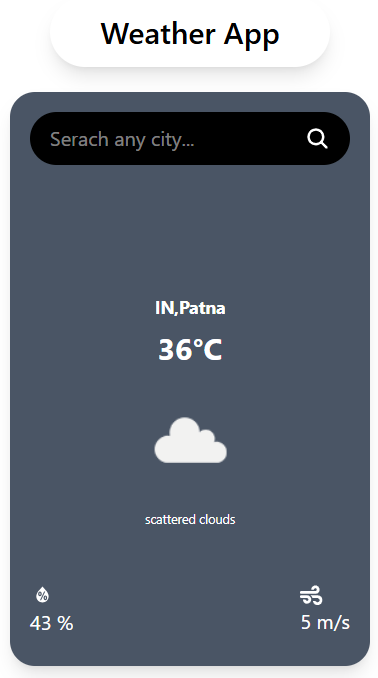 Weather App
Serach any city...
IN,Patna
36°C
scattered clouds
%
43 %
5 m/s